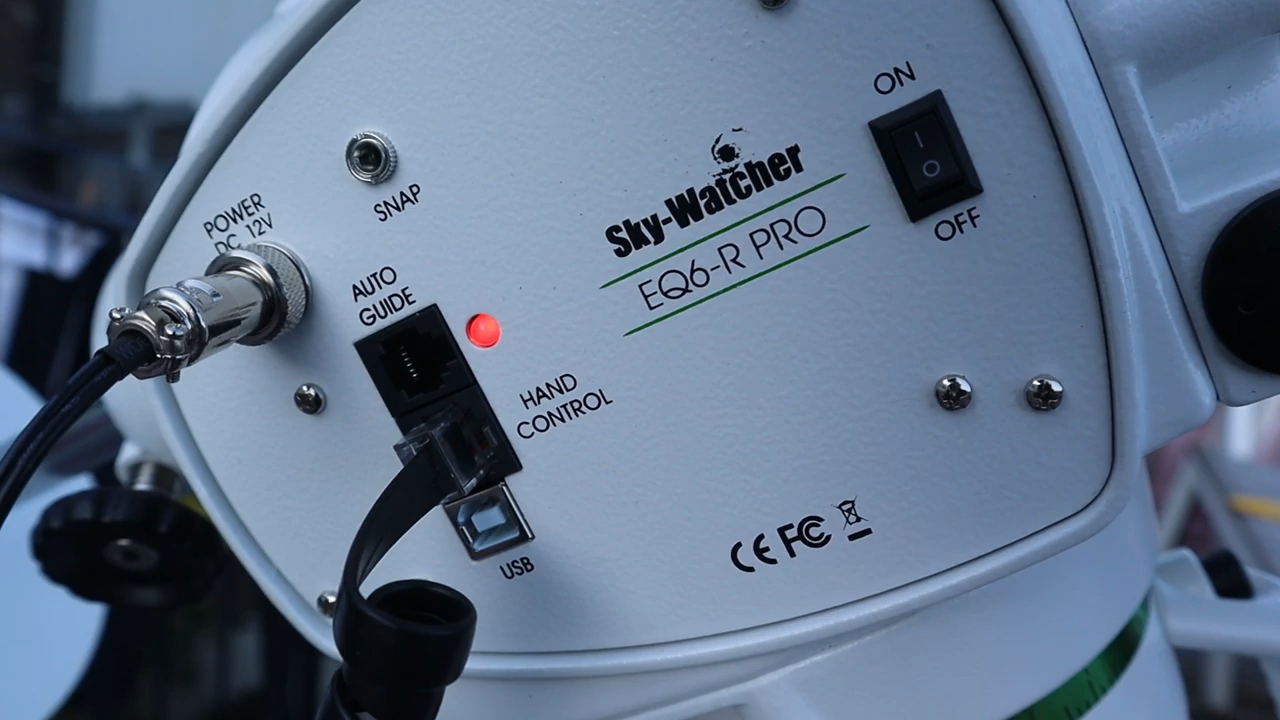 ON
OFF
SNAP
POWER
DC 12V
Sky-Watcher
EQ6-R PRO
AUTO
GUIDE
HAND
CONTROL
USB
CE FC